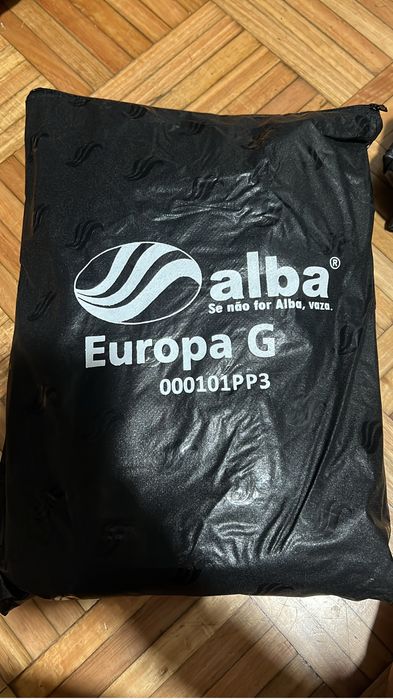 alba®
Se não for Alba, vaza.
Europa G
000101PP3